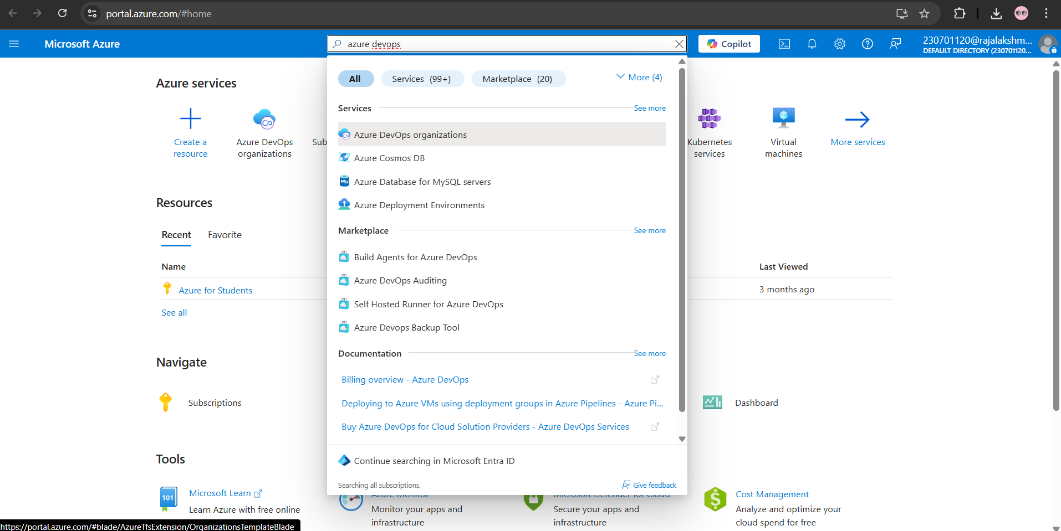 portal.azure.com/#home
Microsoft Azure
azure devops
Copilot
230701120@rajalakshm...
DEFAULT DIRECTORY (230701120...
Azure services
Create a
resource
Azure DevOps
organizations
Sub
Kubernetes
services
Virtual
machines
More services
All
Services (99+)
Marketplace (20)
More (4)
Services
See more
Azure DevOps organizations
Azure Cosmos DB
Azure Database for MySQL servers
Azure Deployment Environments
Marketplace
See more
Build Agents for Azure DevOps
Azure DevOps Auditing
Self Hosted Runner for Azure DevOps
Azure Devops Backup Tool
Documentation
See more
Billing overview - Azure DevOps
Deploying to Azure VMs using deployment groups in Azure Pipelines - Azure Pi...
Buy Azure DevOps for Cloud Solution Providers - Azure DevOps Services
Continue searching in Microsoft Entra ID
Searching all subscriptions.
Give feedback
Resources
Recent
Favorite
Name
Last Viewed
Azure for Students
3 months ago
See all
Navigate
Subscriptions
Dashboard
Tools
101
Microsoft Learn
Learn Azure with free online
Azure Monitor
Monitor your apps and
infrastructure
Microsoft Defender for Cloud
Secure your apps and
infrastructure
Cost Management
Analyze and optimize your
cloud spend for free
https://portal.azure.com/#blade/AzureTfsExtension/OrganizationsTemplateBlade